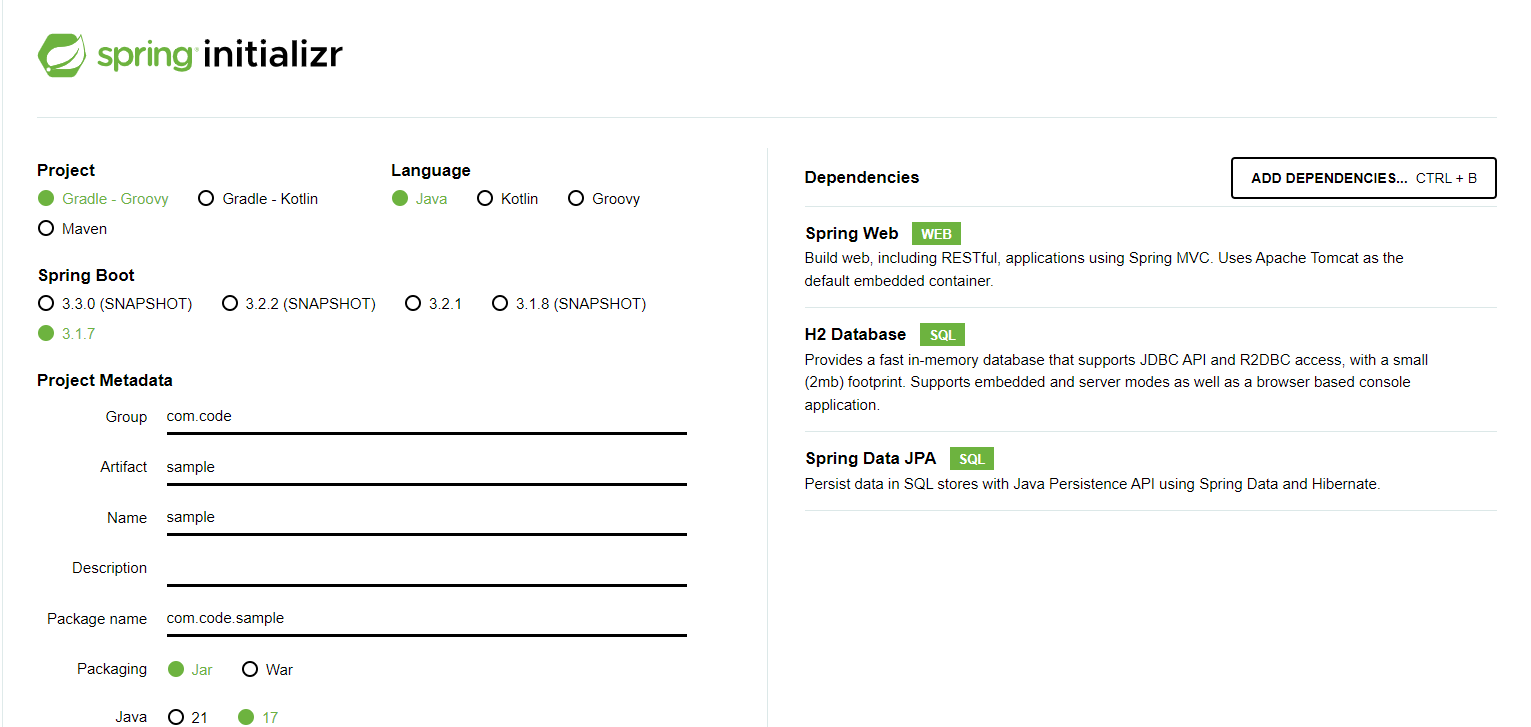 spring initializr
Project
Gradle - Groovy Gradle - Kotlin
Maven
Language
Java Kotlin Groovy
Spring Boot
3.3.0 (SNAPSHOT) 3.2.2 (SNAPSHOT) 3.2.1 3.1.8 (SNAPSHOT)
3.1.7
Project Metadata
Group com.code
Artifact sample
Name sample
Description
Package name com.code.sample
Packaging Jar War
Java 21 17
Dependencies
ADD DEPENDENCIES... CTRL + B
Spring Web WEB
Build web, including RESTful, applications using Spring MVC. Uses Apache Tomcat as the
default embedded container.
H2 Database SQL
Provides a fast in-memory database that supports JDBC API and R2DBC access, with a small
(2mb) footprint. Supports embedded and server modes as well as a browser based console
application.
Spring Data JPA SQL
Persist data in SQL stores with Java Persistence API using Spring Data and Hibernate.